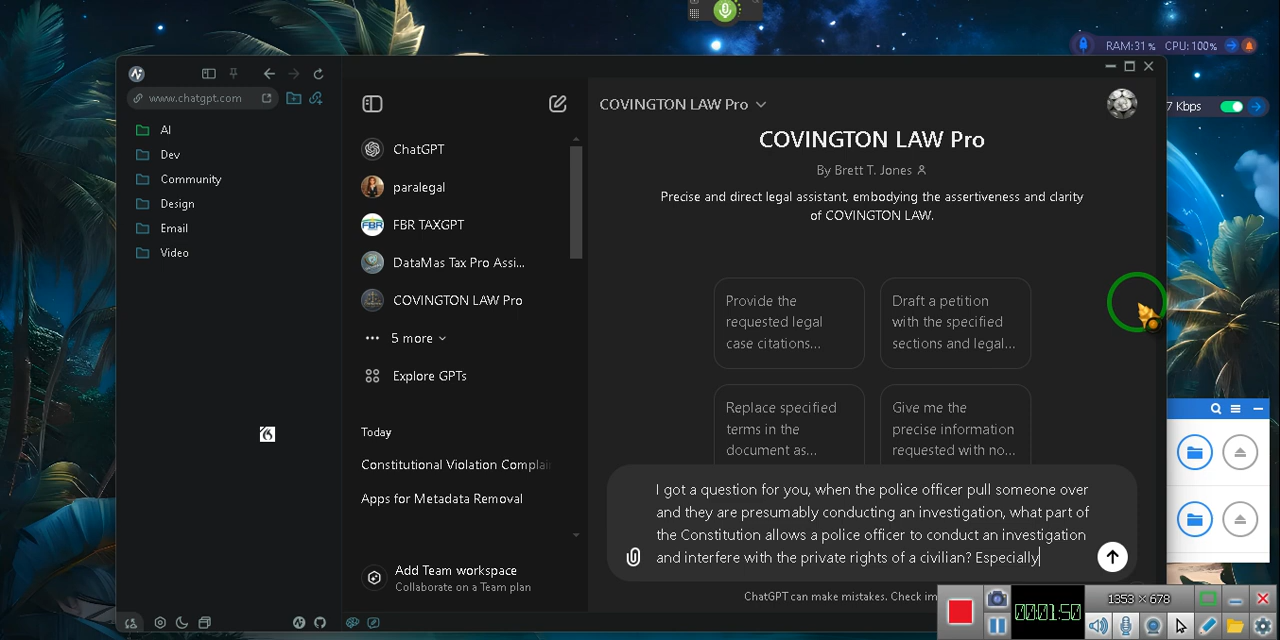 RAM:31 % CPU: 100%
www.chatgpt.com
7 Kbps
AI
Dev
Community
Design
Email
Video
ChatGPT
paralegal
FBR
FBR TAXGPT
DataMas Tax Pro Assi...
COVINGTON LAW Pro
5 more
Explore GPTs
Today
Constitutional Violation Complai
Apps for Metadata Removal
Add Team workspace
Collaborate on a Team plan
COVINGTON LAW Pro
COVINGTON LAW Pro
By Brett T. Jones
Precise and direct legal assistant, embodying the assertiveness and clarity
of COVINGTON LAW.
Provide the
requested legal
case citations...
Draft a petition
with the specified
sections and legal...
Replace specified
terms in the
document as...
Give me the
precise information
requested with no...
I got a question for you, when the police officer pull someone over
and they are presumably conducting an investigation, what part of
the Constitution allows a police officer to conduct an investigation
and interfere with the private rights of a civilian? Especially
ChatGPT can make mistakes. Check im
00:01:50
1353 × 678